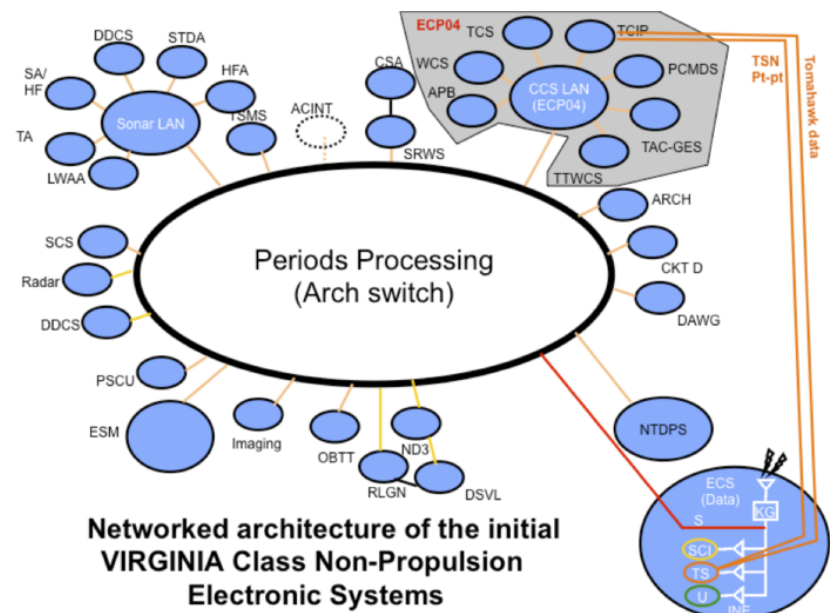 ECP04
DDCS
STDA
SA/
HF
HFA
Sonar LAN
TA
LWAA
TSMS
ACINT
CSA
SRWS
TCS
TCIP
WCS
APB
CCS LAN
(ECP04)
PCMDS
TAC-GES
TTWCS
TSN
Pt-pt
Tomahawk data
ARCH
CKT D
DAWG
SCS
Radar
DDCS
Periods Processing
(Arch switch)
PSCU
ESM
Imaging
OBTT
RLGN
ND3
DSVL
NTDPS
ECS
(Data)
KG
S
SCI
TS
U
INE
Networked architecture of the initial
VIRGINIA Class Non-Propulsion
Electronic Systems